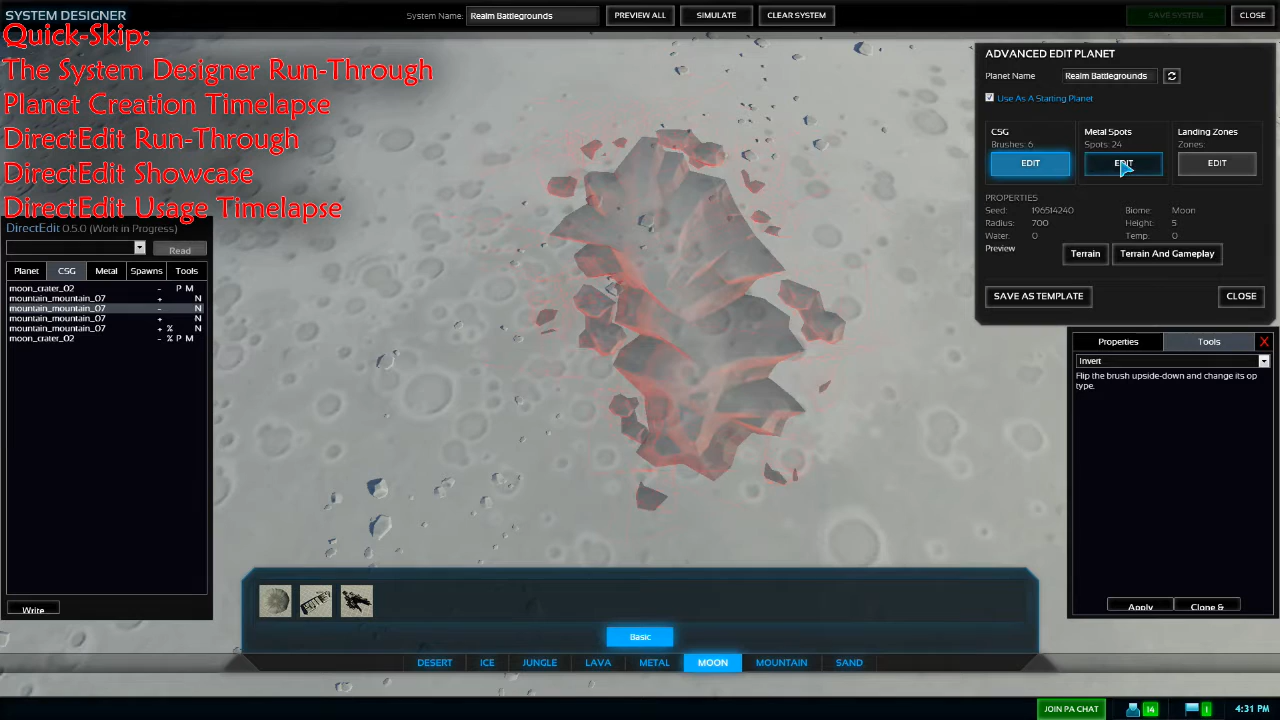 SYSTEM DESIGNER
System Name: Realm Battlegrounds PREVIEW ALL SIMULATE CLEAR SYSTEM SAVE SYSTEM CLOSE
Quick-Skip:
The System Designer Run-Through
Planet Creation Timelapse
DirectEdit Run-Through
DirectEdit Showcase
DirectEdit Usage Timelapse
DirectEdit 0.5.0 (Work in Progress)
Read
Planet CSG Metal Spawns Tools
moon_crater_02 - P M
mountain_mountain_07 + N
mountain_mountain_07 - N
mountain_mountain_07 + N
mountain_mountain_07 + % N
moon_crater_02 - % P M
Write
ADVANCED EDIT PLANET
Planet Name Realm Battlegrounds
Use As A Starting Planet
CSG Metal Spots Landing Zones
Brushes: 6 Spots: 24 Zones:
EDIT EDIT EDIT
PROPERTIES
Seed: 196514240 Biome: Moon
Radius: 700 Height: 5
Water: 0 Temp: 0
Preview Terrain Terrain And Gameplay
SAVE AS TEMPLATE CLOSE
Properties Tools X
Invert
Flip the brush upside-down and change its op
type.
Apply Clone &
Basic
DESERT ICE JUNGLE LAVA METAL MOON MOUNTAIN SAND
JOIN PA CHAT 14 1 4:31 PM